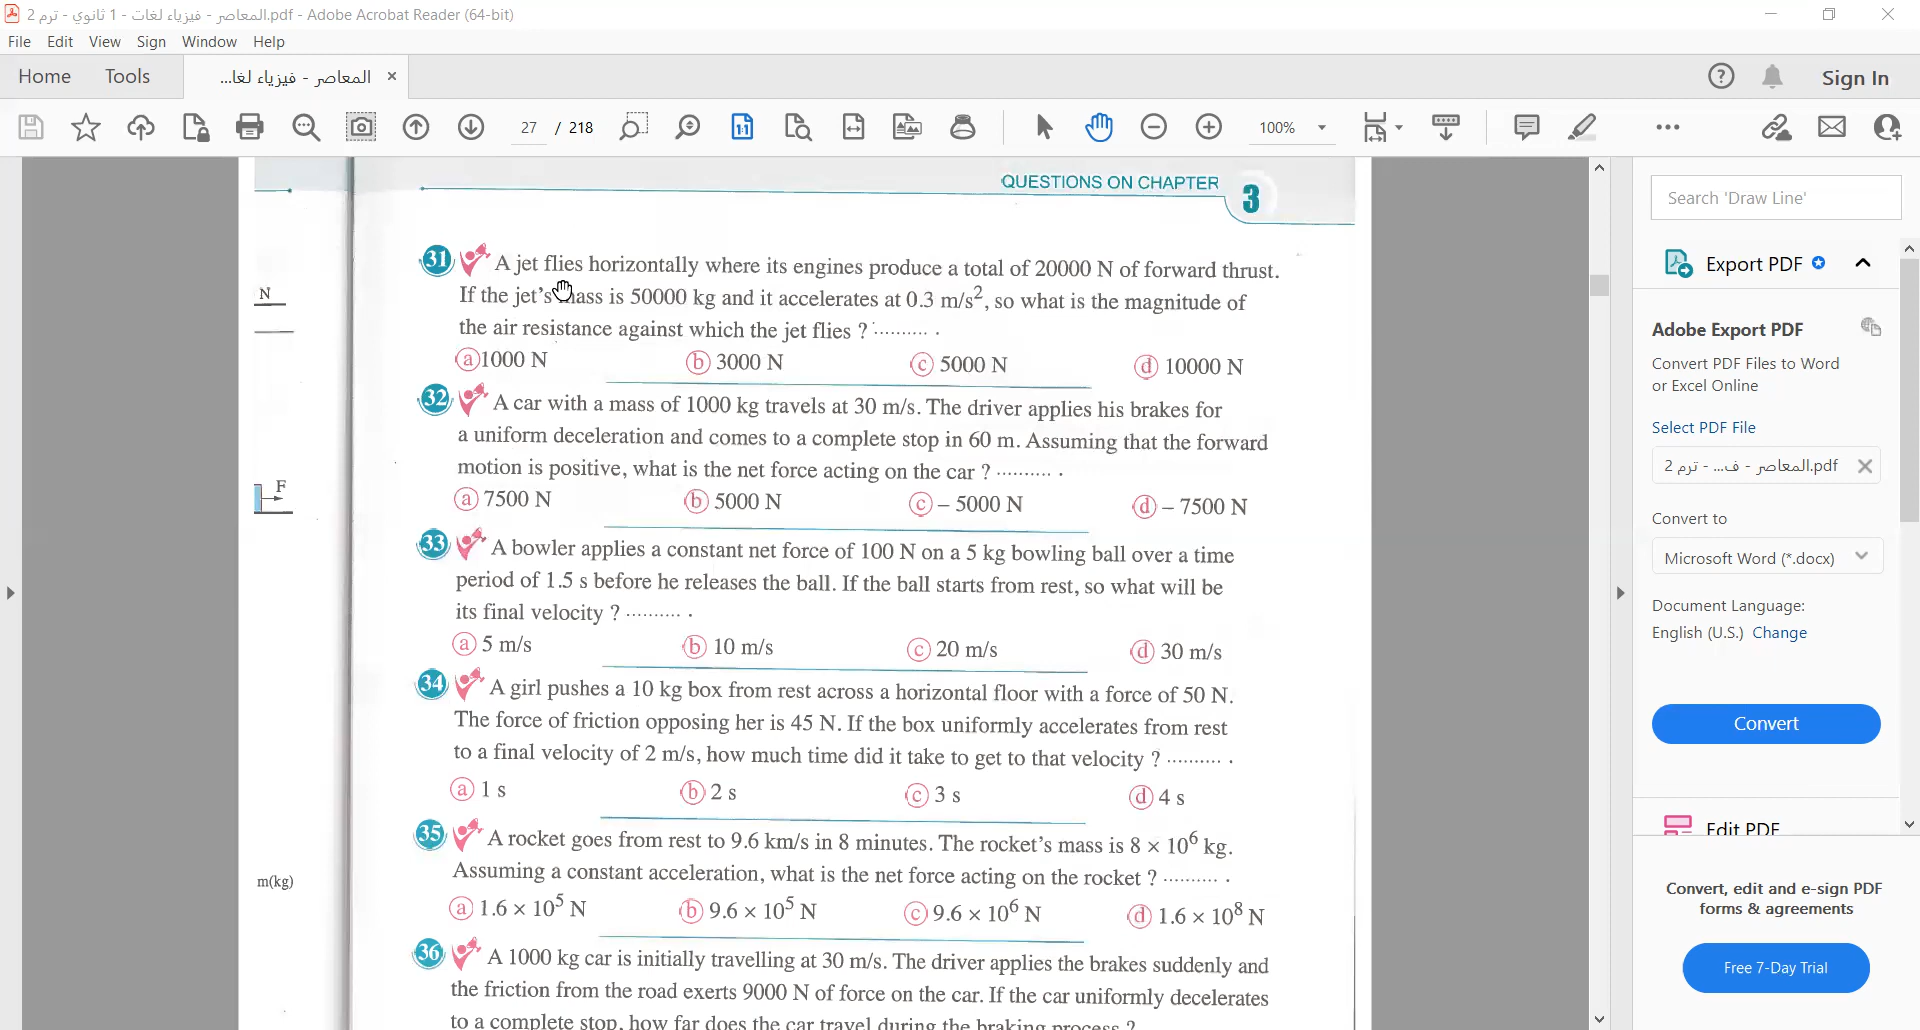 المعاصر - فيزياء لغات - 1 ثانوي - ترم 2.pdf - Adobe Acrobat Reader (64-bit)
File Edit View Sign Window Help
Home Tools المعاصر - فيزياء لغا... × Sign In
27 / 218 1:1 100%
QUESTIONS ON CHAPTER 3
N
F
m(kg)
31 A jet flies horizontally where its engines produce a total of 20000 N of forward thrust.
If the jet's mass is 50000 kg and it accelerates at 0.3 m/s², so what is the magnitude of
the air resistance against which the jet flies ? .......... .
a 1000 N b 3000 N c 5000 N d 10000 N
32 A car with a mass of 1000 kg travels at 30 m/s. The driver applies his brakes for
a uniform deceleration and comes to a complete stop in 60 m. Assuming that the forward
motion is positive, what is the net force acting on the car ? .......... .
a 7500 N b 5000 N c – 5000 N d – 7500 N
33 A bowler applies a constant net force of 100 N on a 5 kg bowling ball over a time
period of 1.5 s before he releases the ball. If the ball starts from rest, so what will be
its final velocity ? .......... .
a 5 m/s b 10 m/s c 20 m/s d 30 m/s
34 A girl pushes a 10 kg box from rest across a horizontal floor with a force of 50 N.
The force of friction opposing her is 45 N. If the box uniformly accelerates from rest
to a final velocity of 2 m/s, how much time did it take to get to that velocity ? .......... .
a 1 s b 2 s c 3 s d 4 s
35 A rocket goes from rest to 9.6 km/s in 8 minutes. The rocket's mass is 8 × 10⁶ kg.
Assuming a constant acceleration, what is the net force acting on the rocket ? .......... .
a 1.6 × 10⁵ N b 9.6 × 10⁵ N c 9.6 × 10⁶ N d 1.6 × 10⁸ N
36 A 1000 kg car is initially travelling at 30 m/s. The driver applies the brakes suddenly and
the friction from the road exerts 9000 N of force on the car. If the car uniformly decelerates
to a complete stop, how far does the car travel during the braking process ?
Search 'Draw Line'
Export PDF
Adobe Export PDF
Convert PDF Files to Word
or Excel Online
Select PDF File
المعاصر - ف... - ترم 2.pdf
Convert to
Microsoft Word (*.docx)
Document Language:
English (U.S.) Change
Convert
Edit PDF
Convert, edit and e-sign PDF
forms & agreements
Free 7-Day Trial